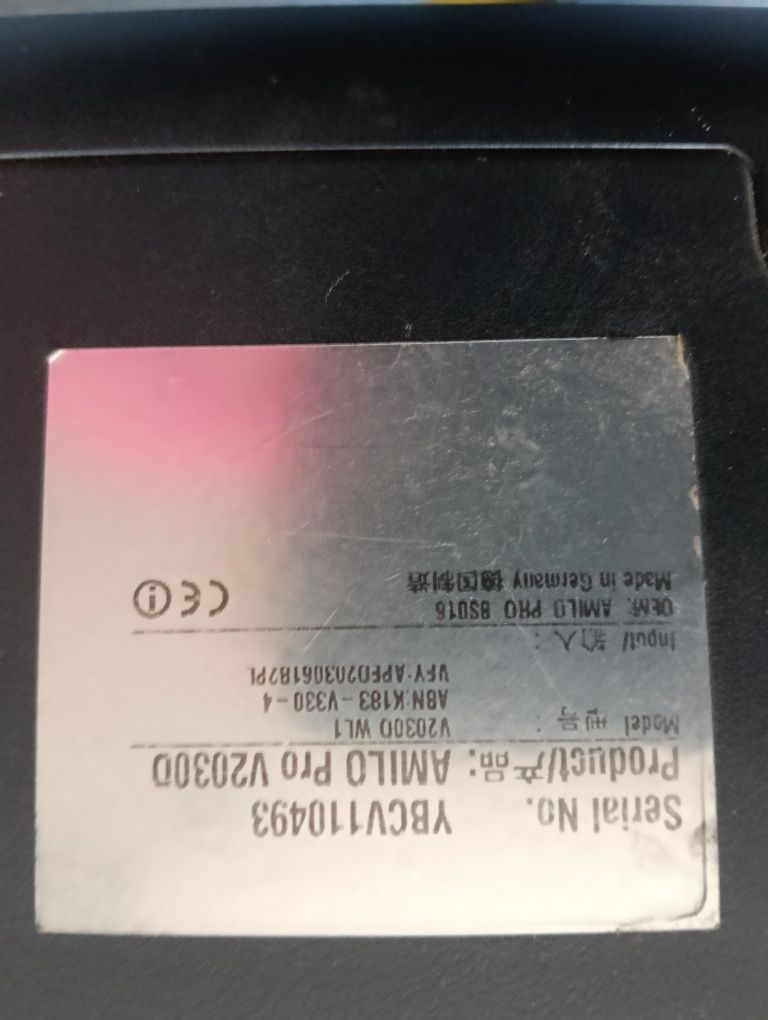 Serial No. YBCV110493
Product/产品: AMILO Pro V2030D
Model 型号: V2030D WL1
ABN:K183-V330-4
VFY:APED20306182PL
Input/ 输入:
OEM: AMILO PRO BS016
Made in Germany 德国制造
CE